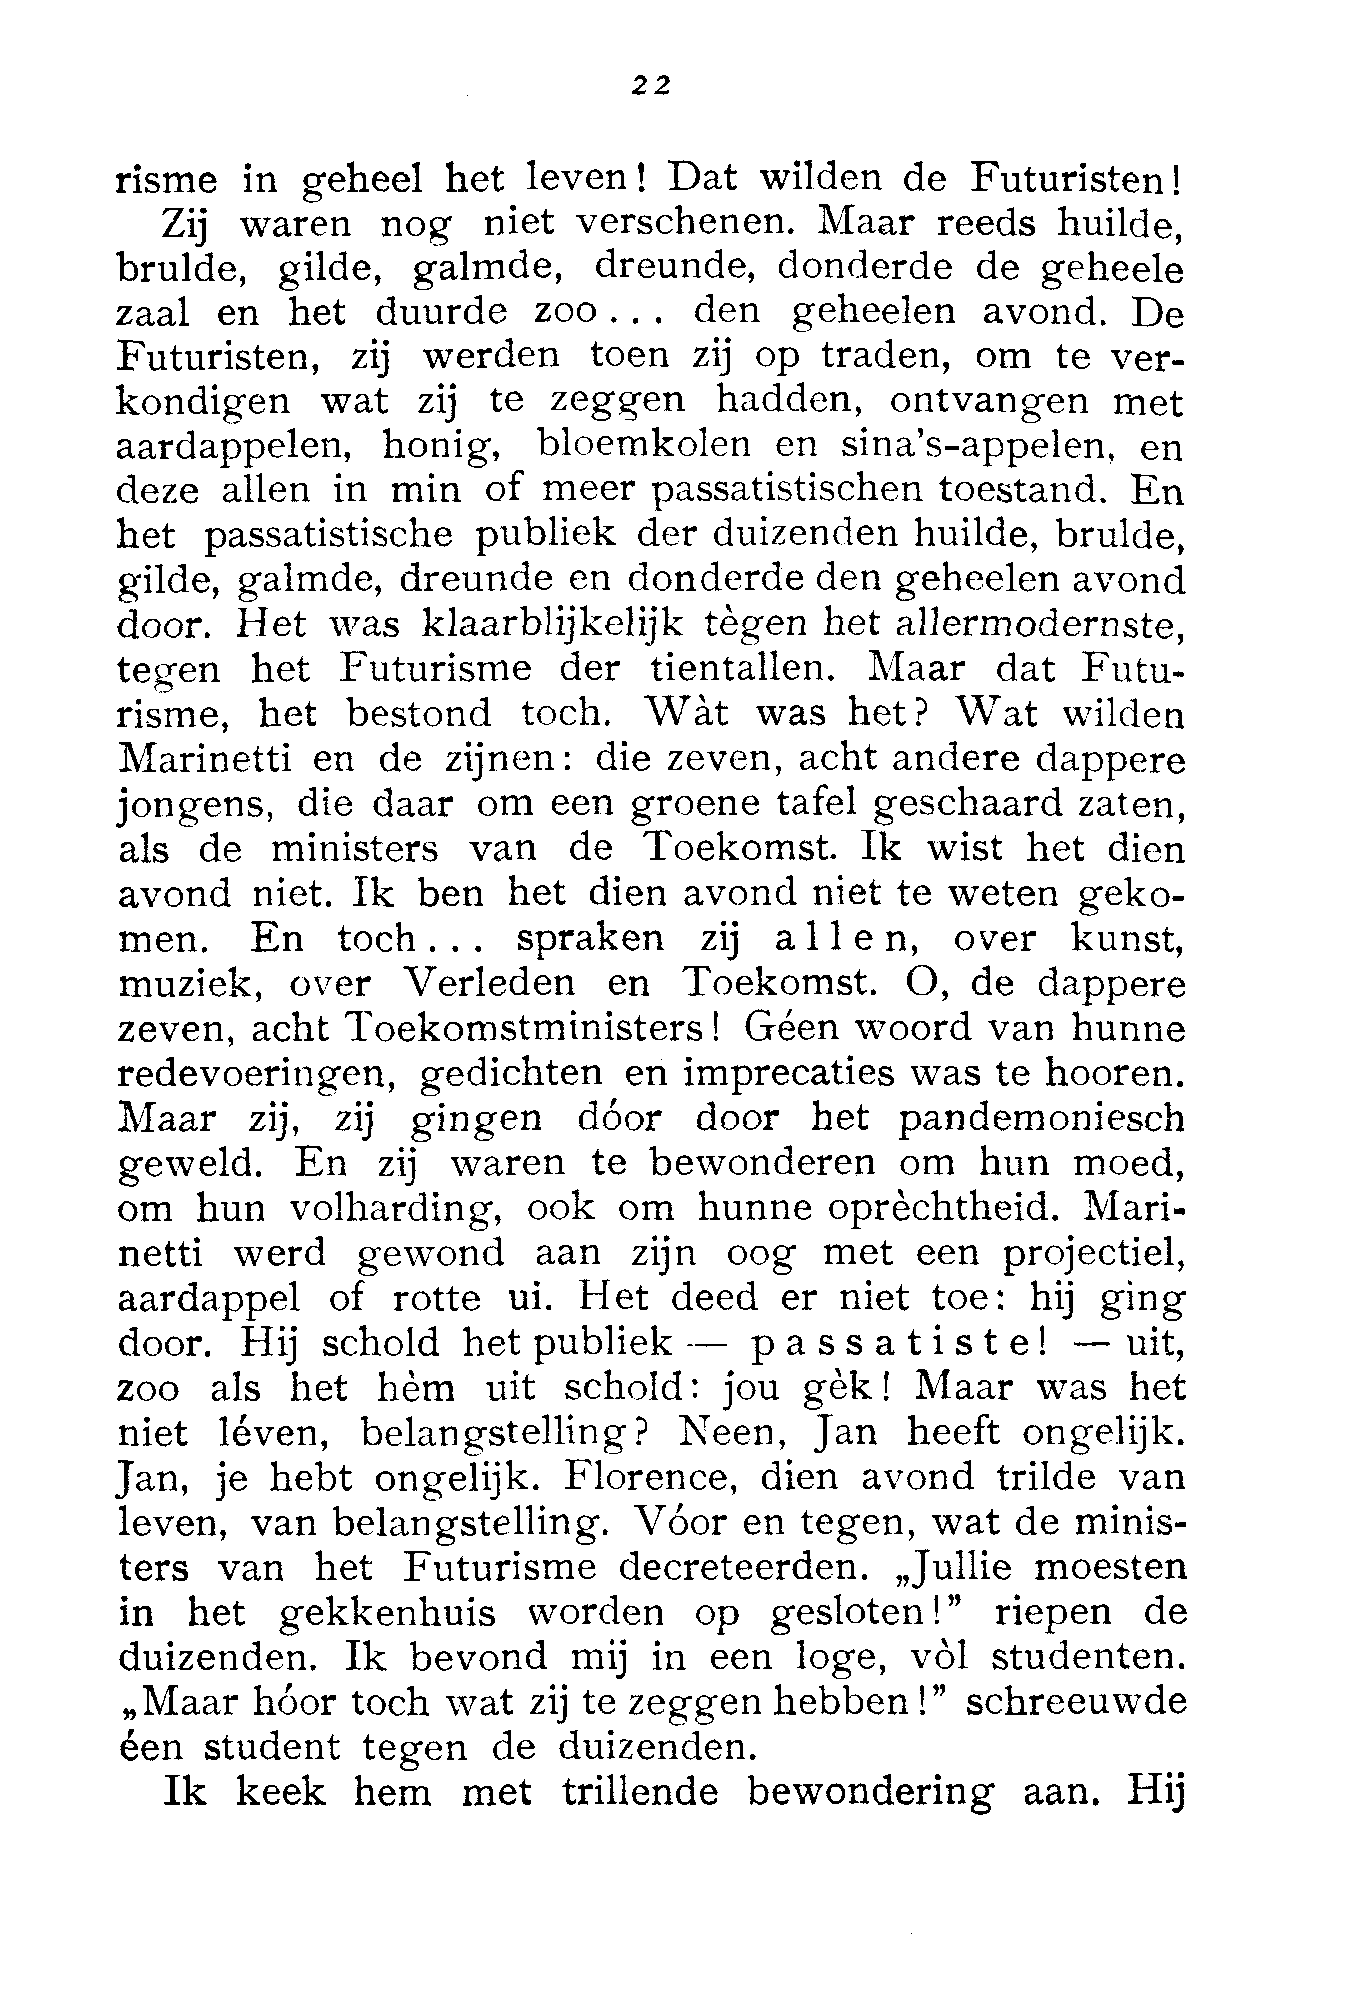 22
risme in geheel het leven! Dat wilden de Futuristen!
Zij waren nog niet verschenen. Maar reeds huilde,
brulde, gilde, galmde, dreunde, donderde de geheele
zaal en het duurde zoo... den geheelen avond. De
Futuristen, zij werden toen zij op traden, om te ver-
kondigen wat zij te zeggen hadden, ontvangen met
aardappelen, honig, bloemkolen en sina's-appelen, en
deze allen in min of meer passatistischen toestand. En
het passatistische publiek der duizenden huilde, brulde,
gilde, galmde, dreunde en donderde den geheelen avond
door. Het was klaarblijkelijk tègen het allermodernste,
tegen het Futurisme der tientallen. Maar dat Futu-
risme, het bestond toch. Wàt was het? Wat wilden
Marinetti en de zijnen: die zeven, acht andere dappere
jongens, die daar om een groene tafel geschaard zaten,
als de ministers van de Toekomst. Ik wist het dien
avond niet. Ik ben het dien avond niet te weten geko-
men. En toch... spraken zij allen, over kunst,
muziek, over Verleden en Toekomst. O, de dappere
zeven, acht Toekomstministers! Géen woord van hunne
redevoeringen, gedichten en imprecaties was te hooren.
Maar zij, zij gingen dóor door het pandemoniesch
geweld. En zij waren te bewonderen om hun moed,
om hun volharding, ook om hunne oprèchtheid. Mari-
netti werd gewond aan zijn oog met een projectiel,
aardappel of rotte ui. Het deed er niet toe: hij ging
door. Hij schold het publiek — passatiste! — uit,
zoo als het hèm uit schold: jou gèk! Maar was het
niet léven, belangstelling? Neen, Jan heeft ongelijk.
Jan, je hebt ongelijk. Florence, dien avond trilde van
leven, van belangstelling. Vóor en tegen, wat de minis-
ters van het Futurisme decreteerden. „Jullie moesten
in het gekkenhuis worden op gesloten!” riepen de
duizenden. Ik bevond mij in een loge, vòl studenten.
„Maar hóor toch wat zij te zeggen hebben!” schreeuwde
éen student tegen de duizenden.
Ik keek hem met trillende bewondering aan. Hij